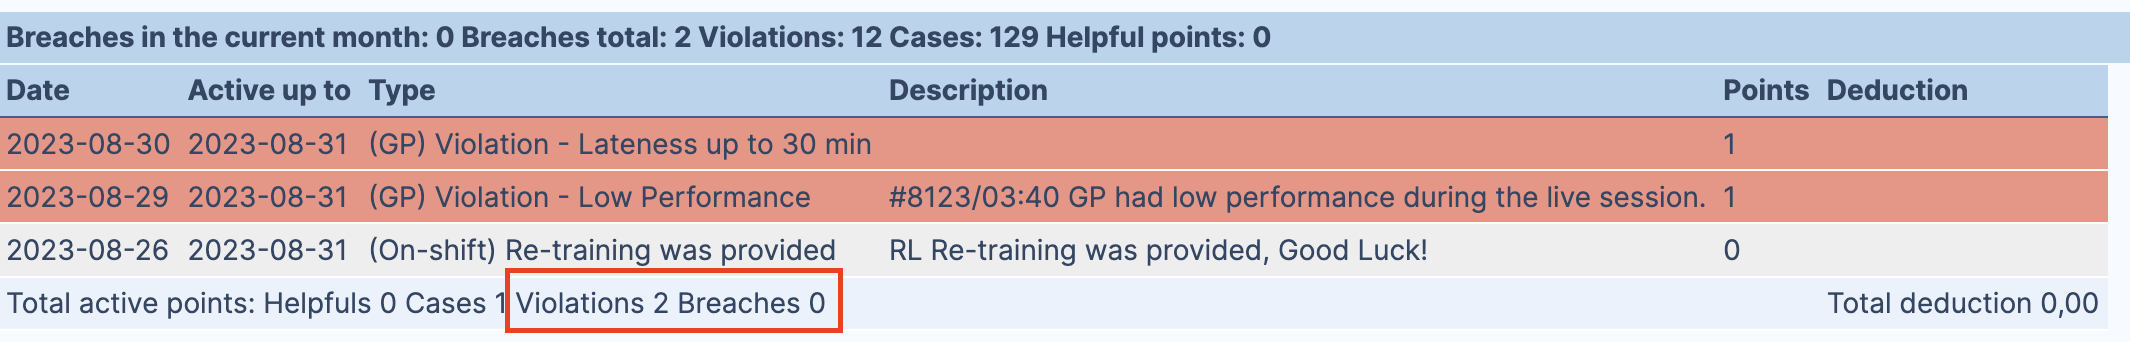 Breaches in the current month: 0 Breaches total: 2 Violations: 12 Cases: 129 Helpful points: 0
Date Active up to Type Description Points Deduction
2023-08-30 2023-08-31 (GP) Violation - Lateness up to 30 min 1
2023-08-29 2023-08-31 (GP) Violation - Low Performance #8123/03:40 GP had low performance during the live session. 1
2023-08-26 2023-08-31 (On-shift) Re-training was provided RL Re-training was provided, Good Luck! 0
Total active points: Helpfuls 0 Cases 1 Violations 2 Breaches 0 Total deduction 0,00